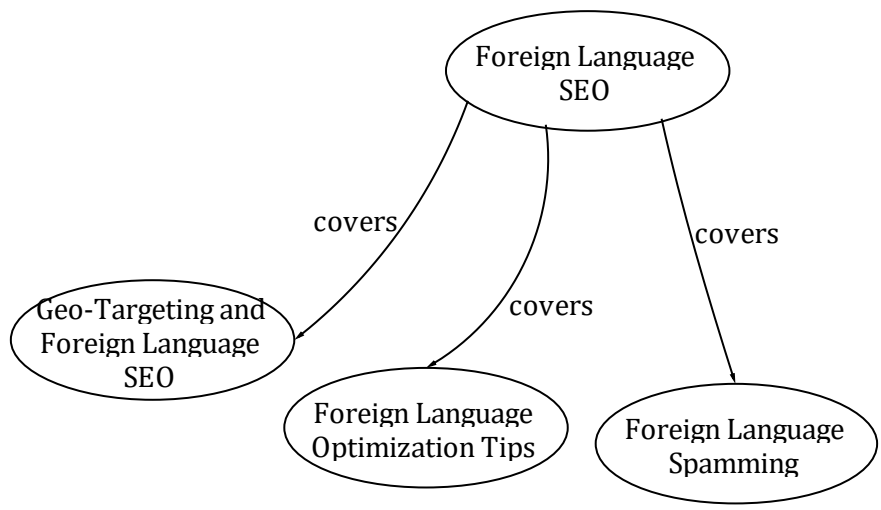 Foreign Language
SEO
covers
covers
covers
Geo-Targeting and
Foreign Language
SEO
Foreign Language
Optimization Tips
Foreign Language
Spamming